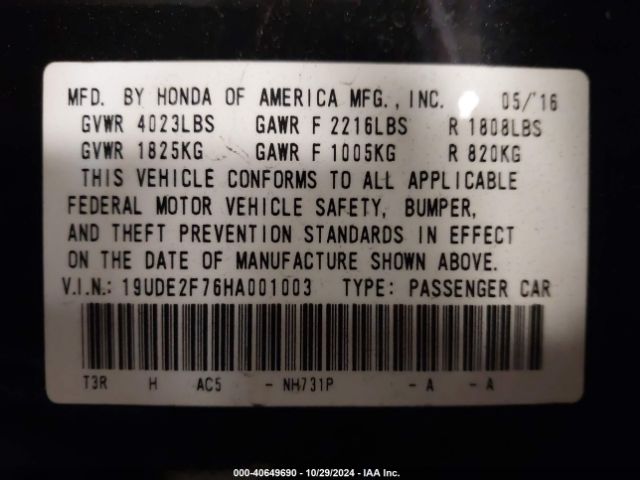 MFD. BY HONDA OF AMERICA MFG., INC. 05/'16
GVWR 4023LBS GAWR F 2216LBS R 1808LBS
GVWR 1825KG GAWR F 1005KG R 820KG
THIS VEHICLE CONFORMS TO ALL APPLICABLE
FEDERAL MOTOR VEHICLE SAFETY, BUMPER,
AND THEFT PREVENTION STANDARDS IN EFFECT
ON THE DATE OF MANUFACTURE SHOWN ABOVE.
V.I.N.: 19UDE2F76HA001003 TYPE: PASSENGER CAR
T3R H AC5 - NH731P - A - A
000-40649690 - 10/29/2024 - IAA Inc.